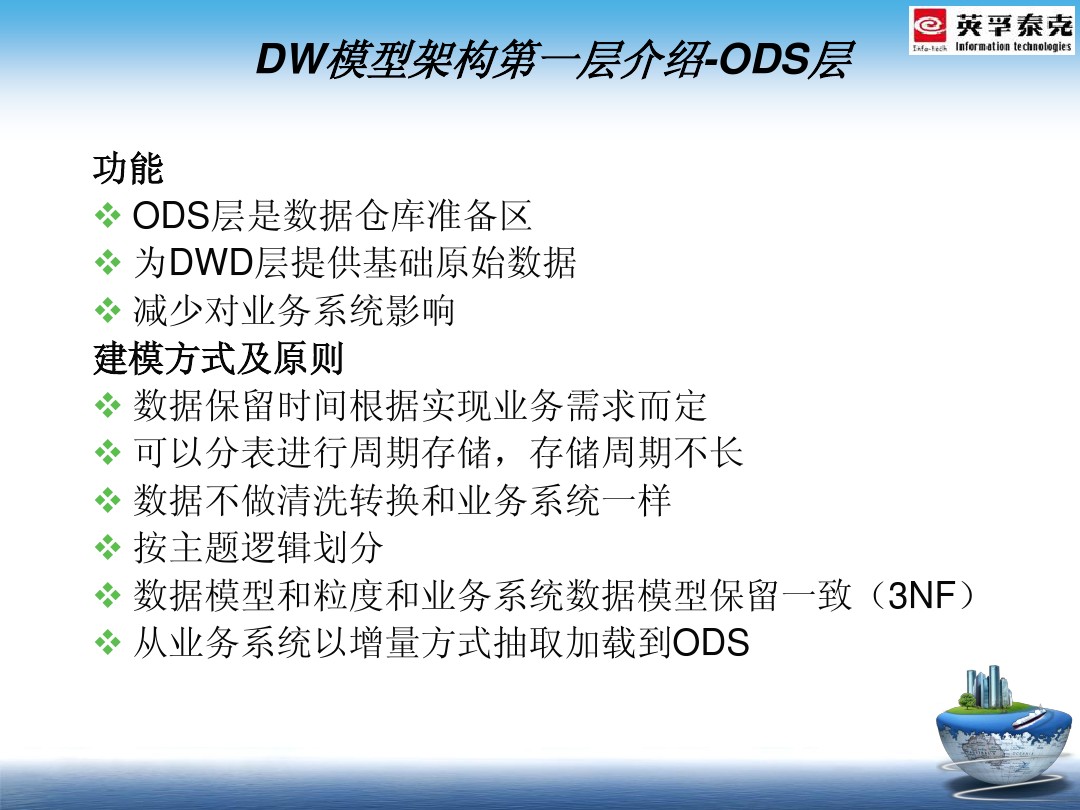 英孚泰克
Info-tech Information technologies
DW模型架构第一层介绍-ODS层
功能
ODS层是数据仓库准备区
为DWD层提供基础原始数据
减少对业务系统影响
建模方式及原则
数据保留时间根据实现业务需求而定
可以分表进行周期存储，存储周期不长
数据不做清洗转换和业务系统一样
按主题逻辑划分
数据模型和粒度和业务系统数据模型保留一致（3NF）
从业务系统以增量方式抽取加载到ODS